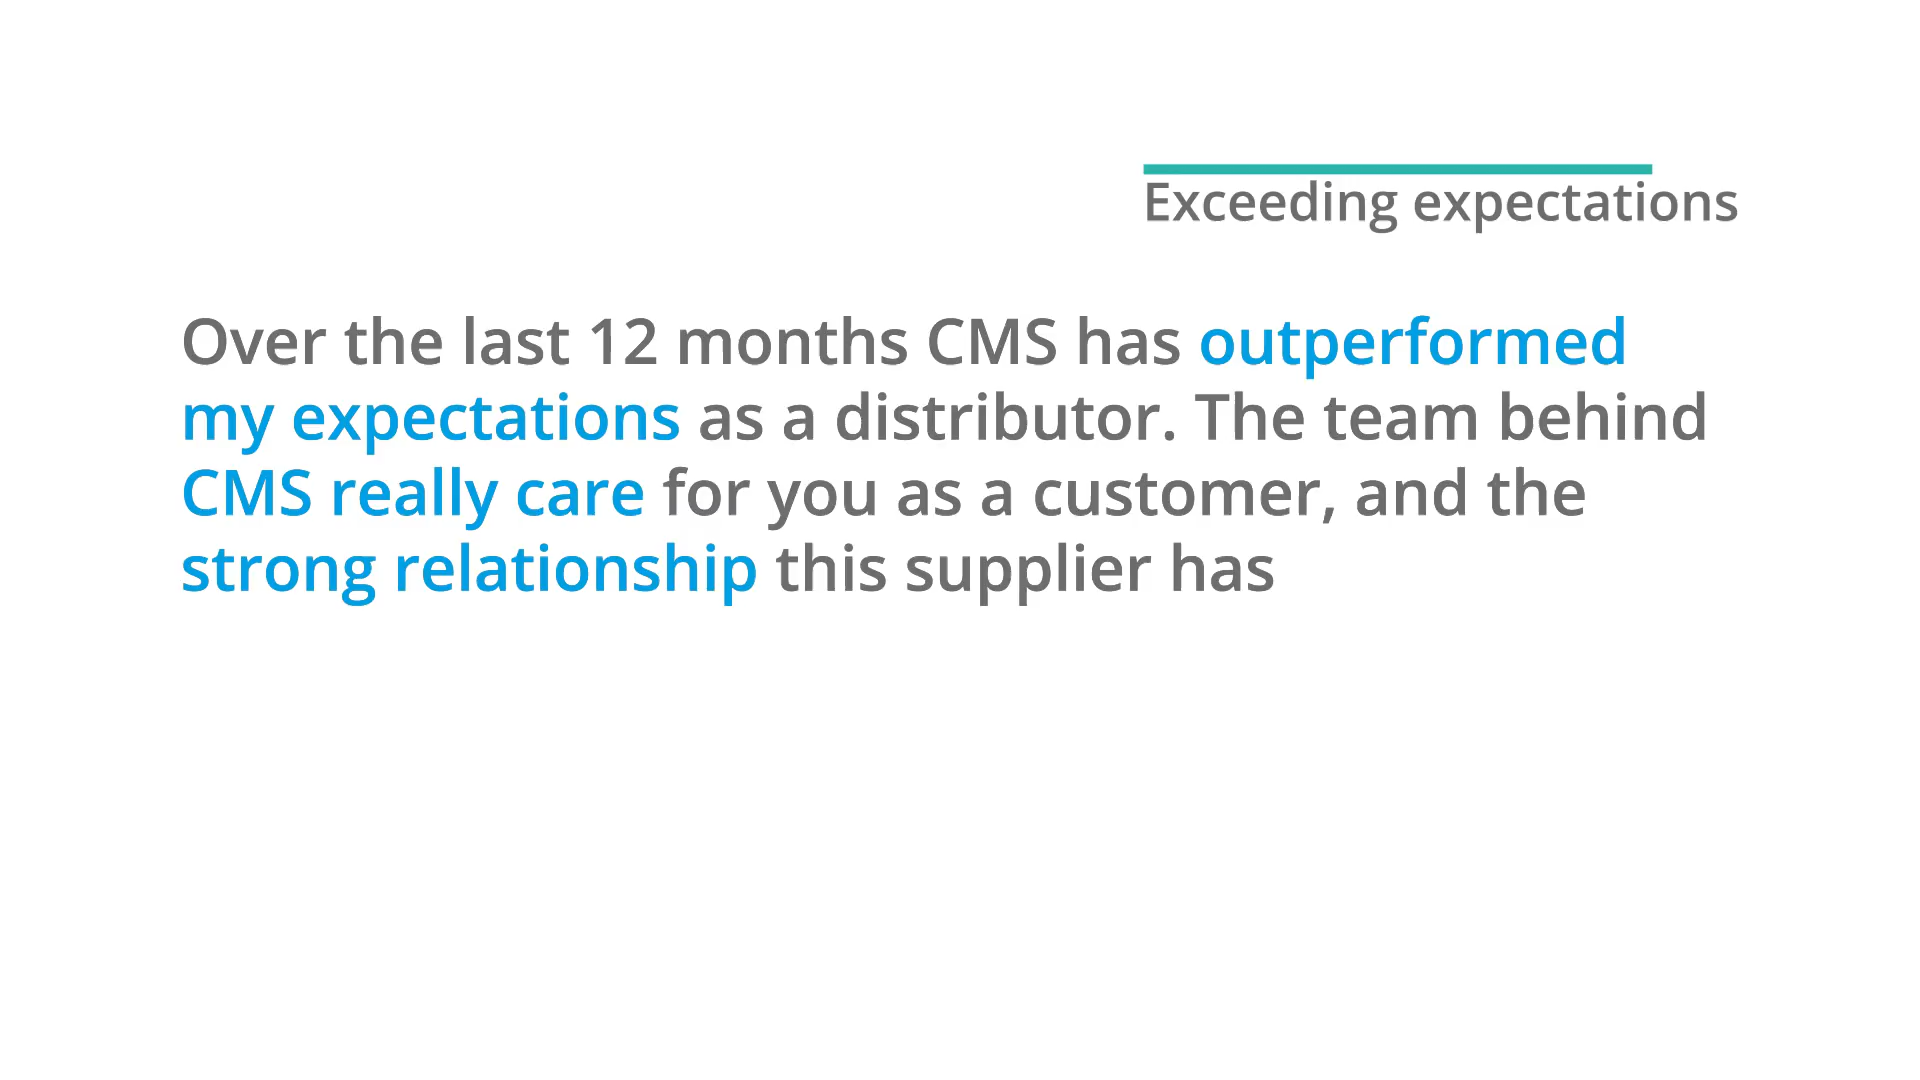 Exceeding expectations
Over the last 12 months CMS has outperformed
my expectations as a distributor. The team behind
CMS really care for you as a customer, and the
strong relationship this supplier has